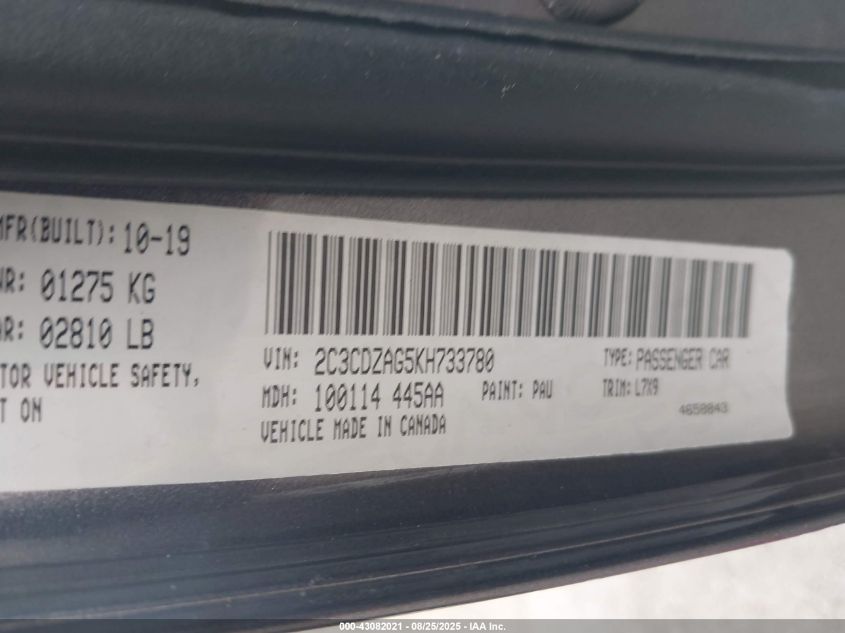 MFR(BUILT): 10-19
WR: 01275 KG
02810 LB
TOR VEHICLE SAFETY,
T ON
VIN: 2C3CDZAG5KH733780
TYPE: PASSENGER CAR
MDH: 100114 445AA
PAINT: PAU
TRIM: L7X9
VEHICLE MADE IN CANADA
4658843
000-43082021 - 08/25/2025 - IAA Inc.